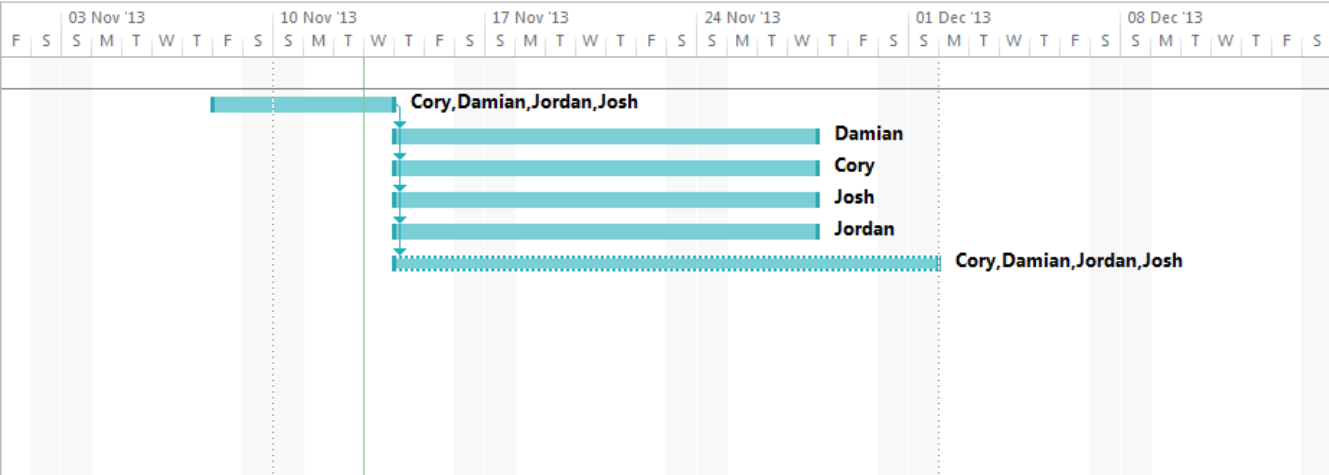 03 Nov '13 10 Nov '13 17 Nov '13 24 Nov '13 01 Dec '13 08 Dec '13
F S S M T W T F S S M T W T F S S M T W T F S S M T W T F S S M T W T F S S M T W T F S
Cory,Damian,Jordan,Josh
Damian
Cory
Josh
Jordan
Cory,Damian,Jordan,Josh